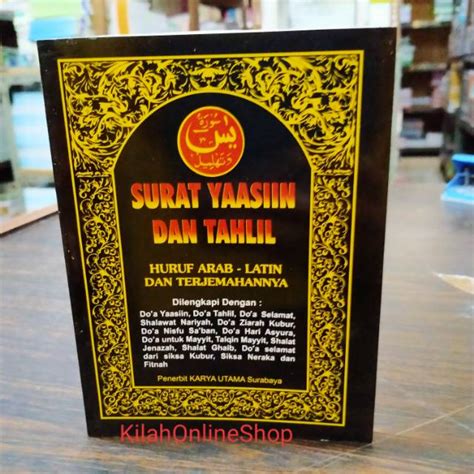 سورة
يس
وتهليل
SURAT YAASIIN
DAN TAHLIL
HURUF ARAB - LATIN
DAN TERJEMAHANNYA
Dilengkapi Dengan :
Do'a Yaasiin, Do'a Tahlil, Do'a Selamat,
Shalawat Nariyah, Do'a Ziarah Kubur,
Do'a Nisfu Sa'ban, Do'a Hari Asyura,
Do'a untuk Mayyit, Talqin Mayyit, Shalat
Jenazah, Shalat Ghaib, Do'a selamat
dari siksa Kubur, Siksa Neraka dan
Fitnah
Penerbit KARYA UTAMA Surabaya
KilahOnlineShop